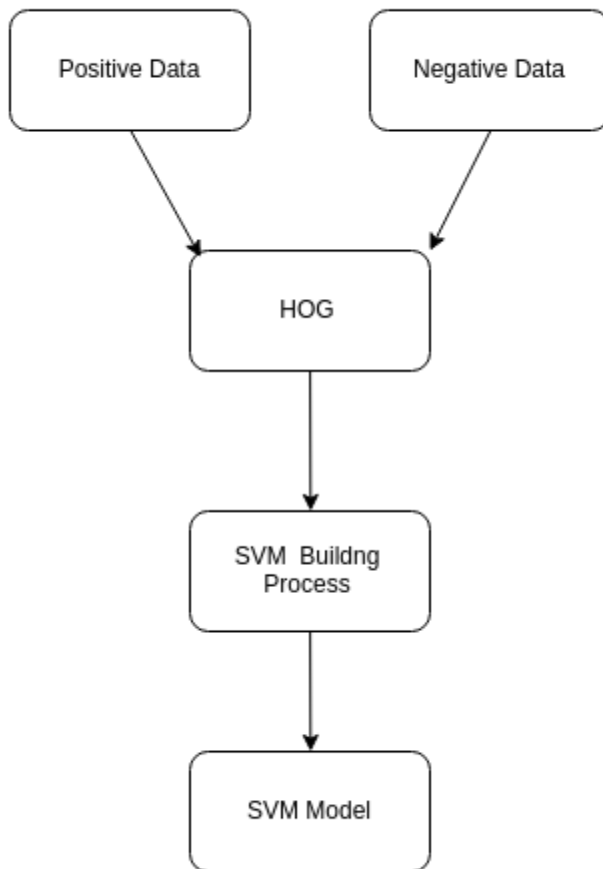 Positive Data
Negative Data
HOG
SVM  Buildng
Process
SVM Model